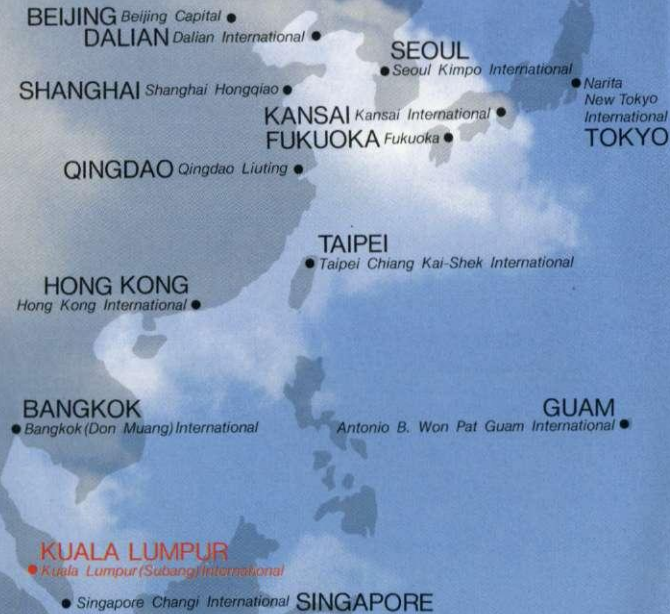 BEIJING Beijing Capital
DALIAN Dalian International
SEOUL
Seoul Kimpo International
SHANGHAI Shanghai Hongqiao
Narita
New Tokyo
International
TOKYO
KANSAI Kansai International
FUKUOKA Fukuoka
QINGDAO Qingdao Liuting
TAIPEI
Taipei Chiang Kai-Shek International
HONG KONG
Hong Kong International
BANGKOK
Bangkok(Don Muang)International
GUAM
Antonio B. Won Pat Guam International
KUALA LUMPUR
Kuala Lumpur(Subang)International
Singapore Changi International SINGAPORE